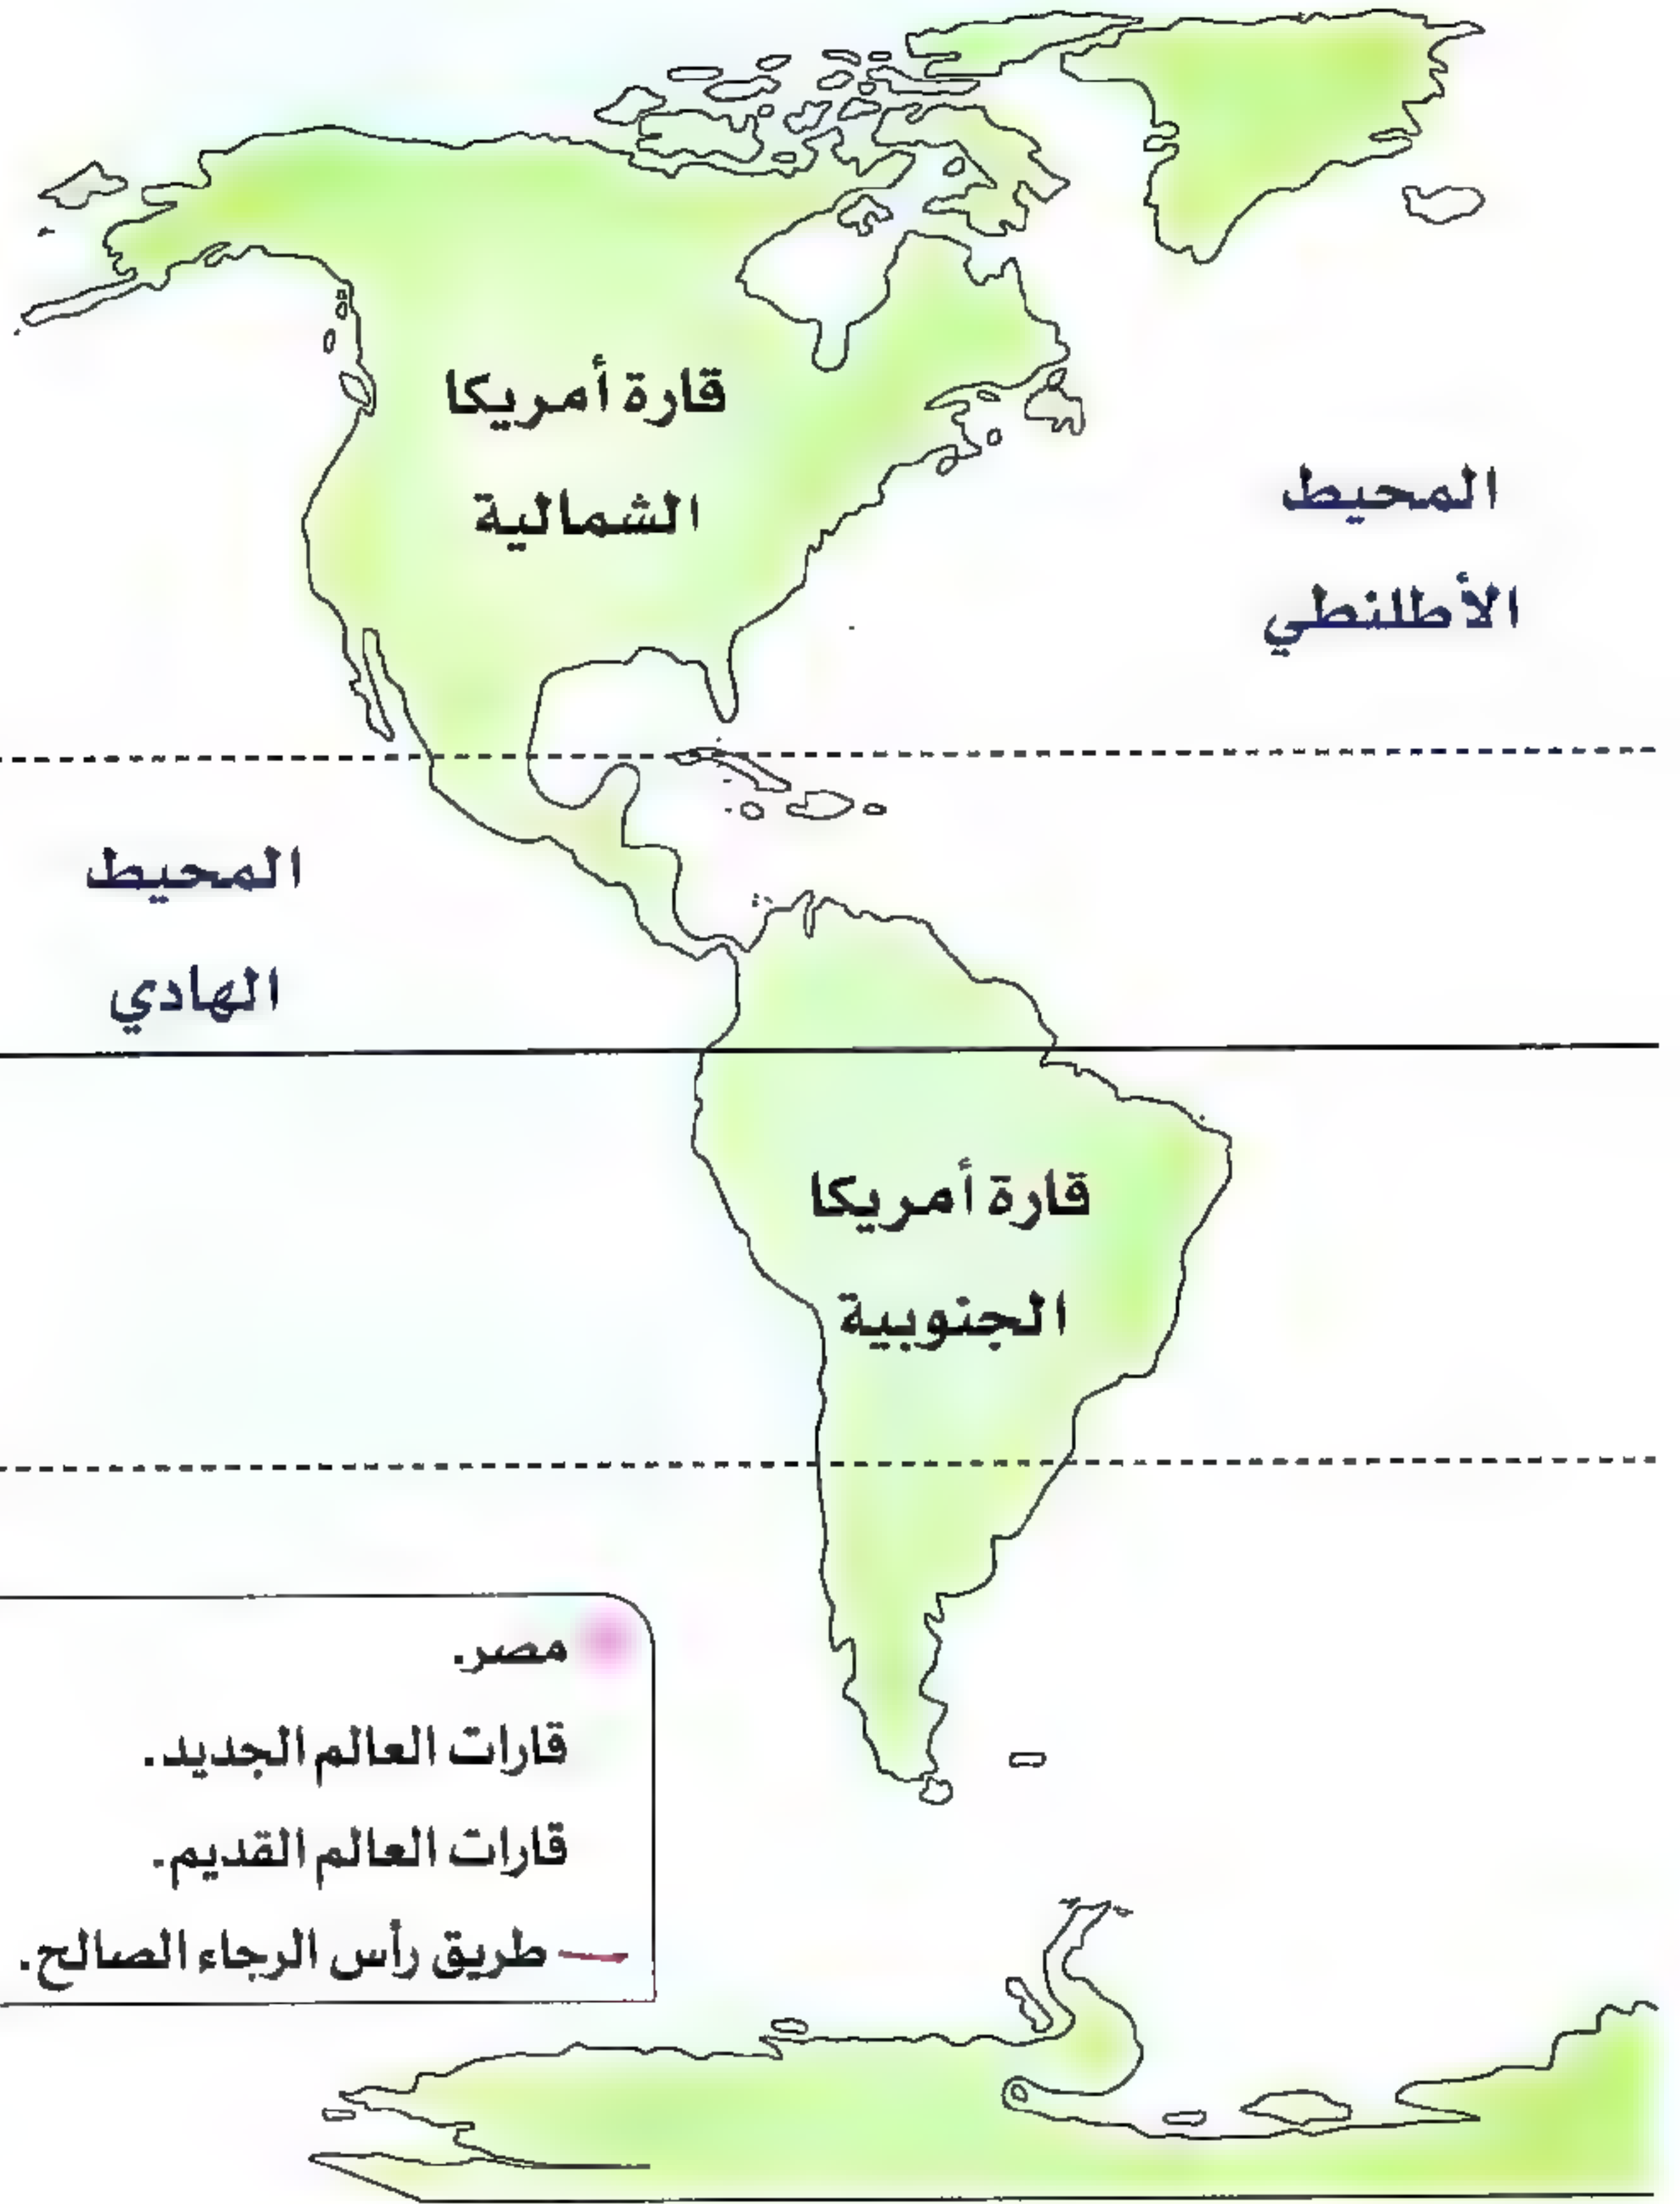 قارة أمريكا
الشمالية
المحيط
الأطلنطي
المحيط
الهادي
قارة أمريكا
الجنوبية
مصر.
قارات العالم الجديد.
قارات العالم القديم.
طريق رأس الرجاء الصالح.